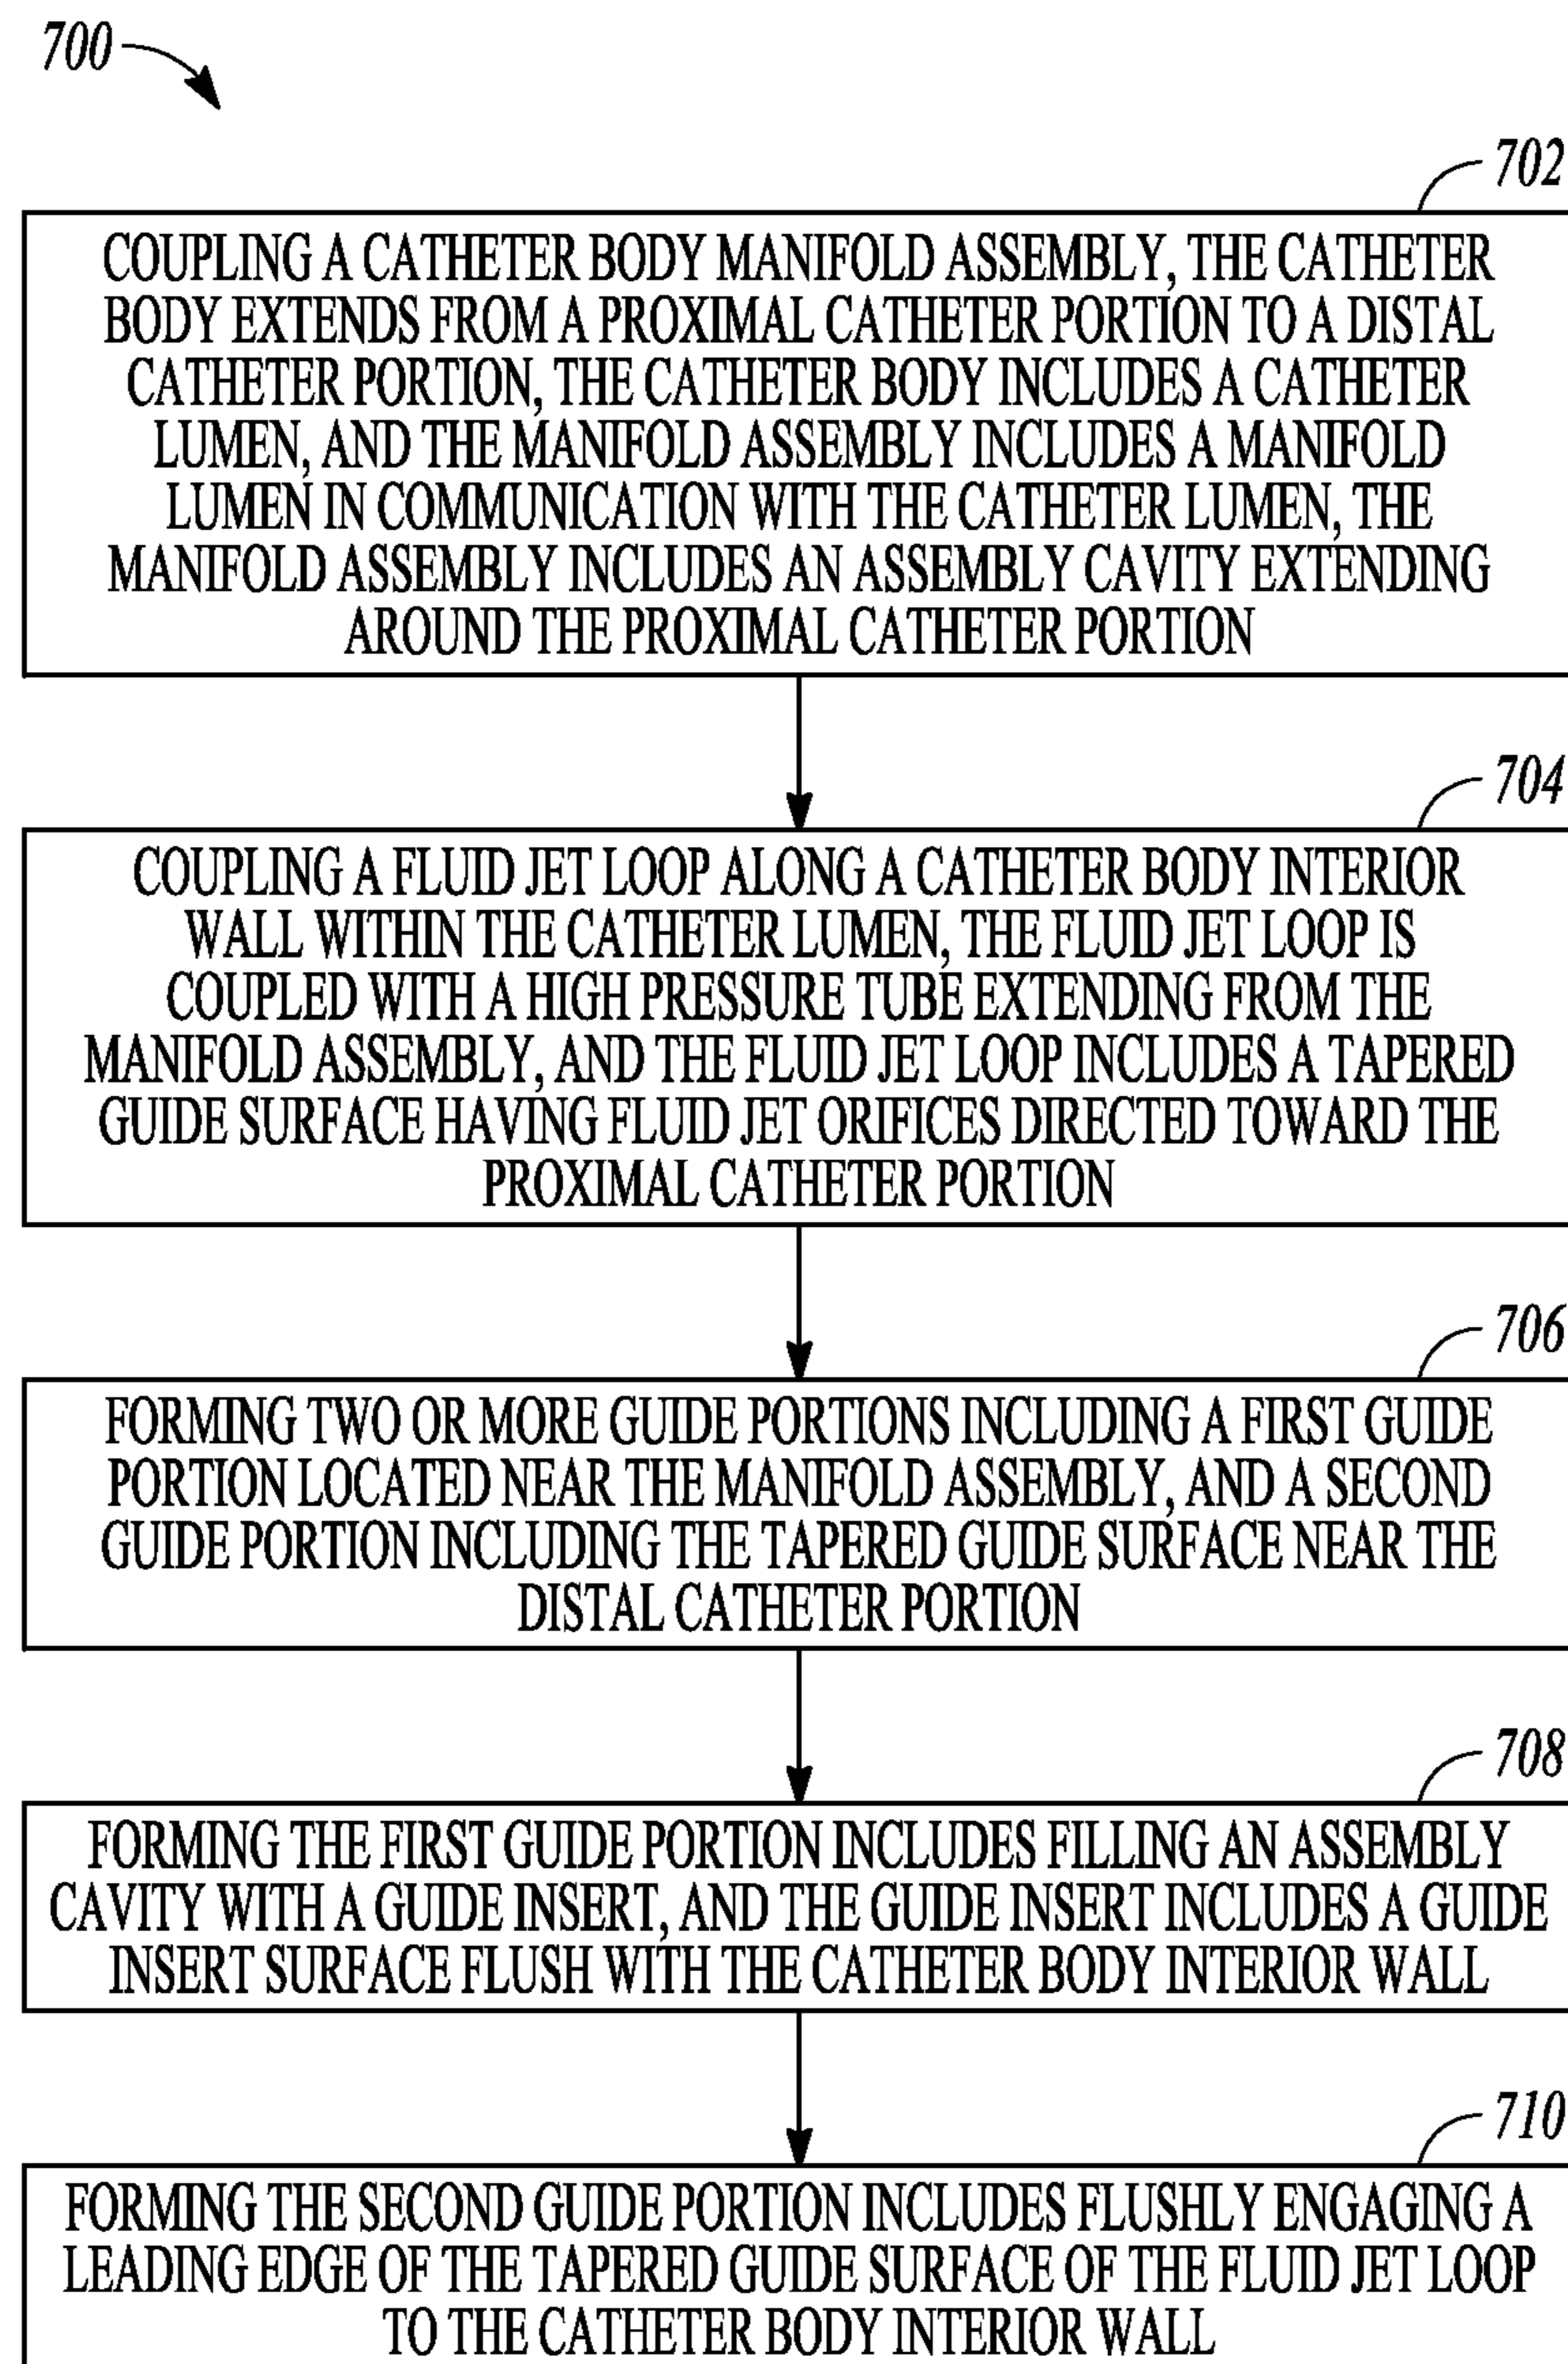 700
702
COUPLING A CATHETER BODY MANIFOLD ASSEMBLY, THE CATHETER
BODY EXTENDS FROM A PROXIMAL CATHETER PORTION TO A DISTAL
CATHETER PORTION, THE CATHETER BODY INCLUDES A CATHETER
LUMEN, AND THE MANIFOLD ASSEMBLY INCLUDES A MANIFOLD
LUMEN IN COMMUNICATION WITH THE CATHETER LUMEN, THE
MANIFOLD ASSEMBLY INCLUDES AN ASSEMBLY CAVITY EXTENDING
AROUND THE PROXIMAL CATHETER PORTION
704
COUPLING A FLUID JET LOOP ALONG A CATHETER BODY INTERIOR
WALL WITHIN THE CATHETER LUMEN, THE FLUID JET LOOP IS
COUPLED WITH A HIGH PRESSURE TUBE EXTENDING FROM THE
MANIFOLD ASSEMBLY, AND THE FLUID JET LOOP INCLUDES A TAPERED
GUIDE SURFACE HAVING FLUID JET ORIFICES DIRECTED TOWARD THE
PROXIMAL CATHETER PORTION
706
FORMING TWO OR MORE GUIDE PORTIONS INCLUDING A FIRST GUIDE
PORTION LOCATED NEAR THE MANIFOLD ASSEMBLY, AND A SECOND
GUIDE PORTION INCLUDING THE TAPERED GUIDE SURFACE NEAR THE
DISTAL CATHETER PORTION
708
FORMING THE FIRST GUIDE PORTION INCLUDES FILLING AN ASSEMBLY
CAVITY WITH A GUIDE INSERT, AND THE GUIDE INSERT INCLUDES A GUIDE
INSERT SURFACE FLUSH WITH THE CATHETER BODY INTERIOR WALL
710
FORMING THE SECOND GUIDE PORTION INCLUDES FLUSHLY ENGAGING A
LEADING EDGE OF THE TAPERED GUIDE SURFACE OF THE FLUID JET LOOP
TO THE CATHETER BODY INTERIOR WALL